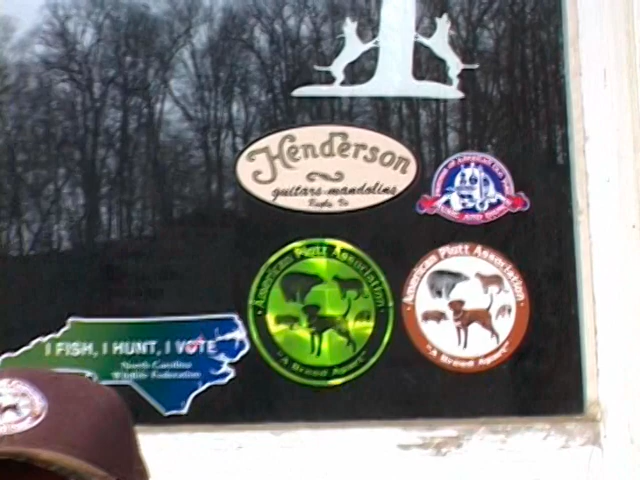 Henderson
guitars-mandolins
American Plott Association
"A Breed Apart"
American Plott Association
"A Breed Apart"
I FISH, I HUNT, I VOTE
North Carolina
Wildlife Federation